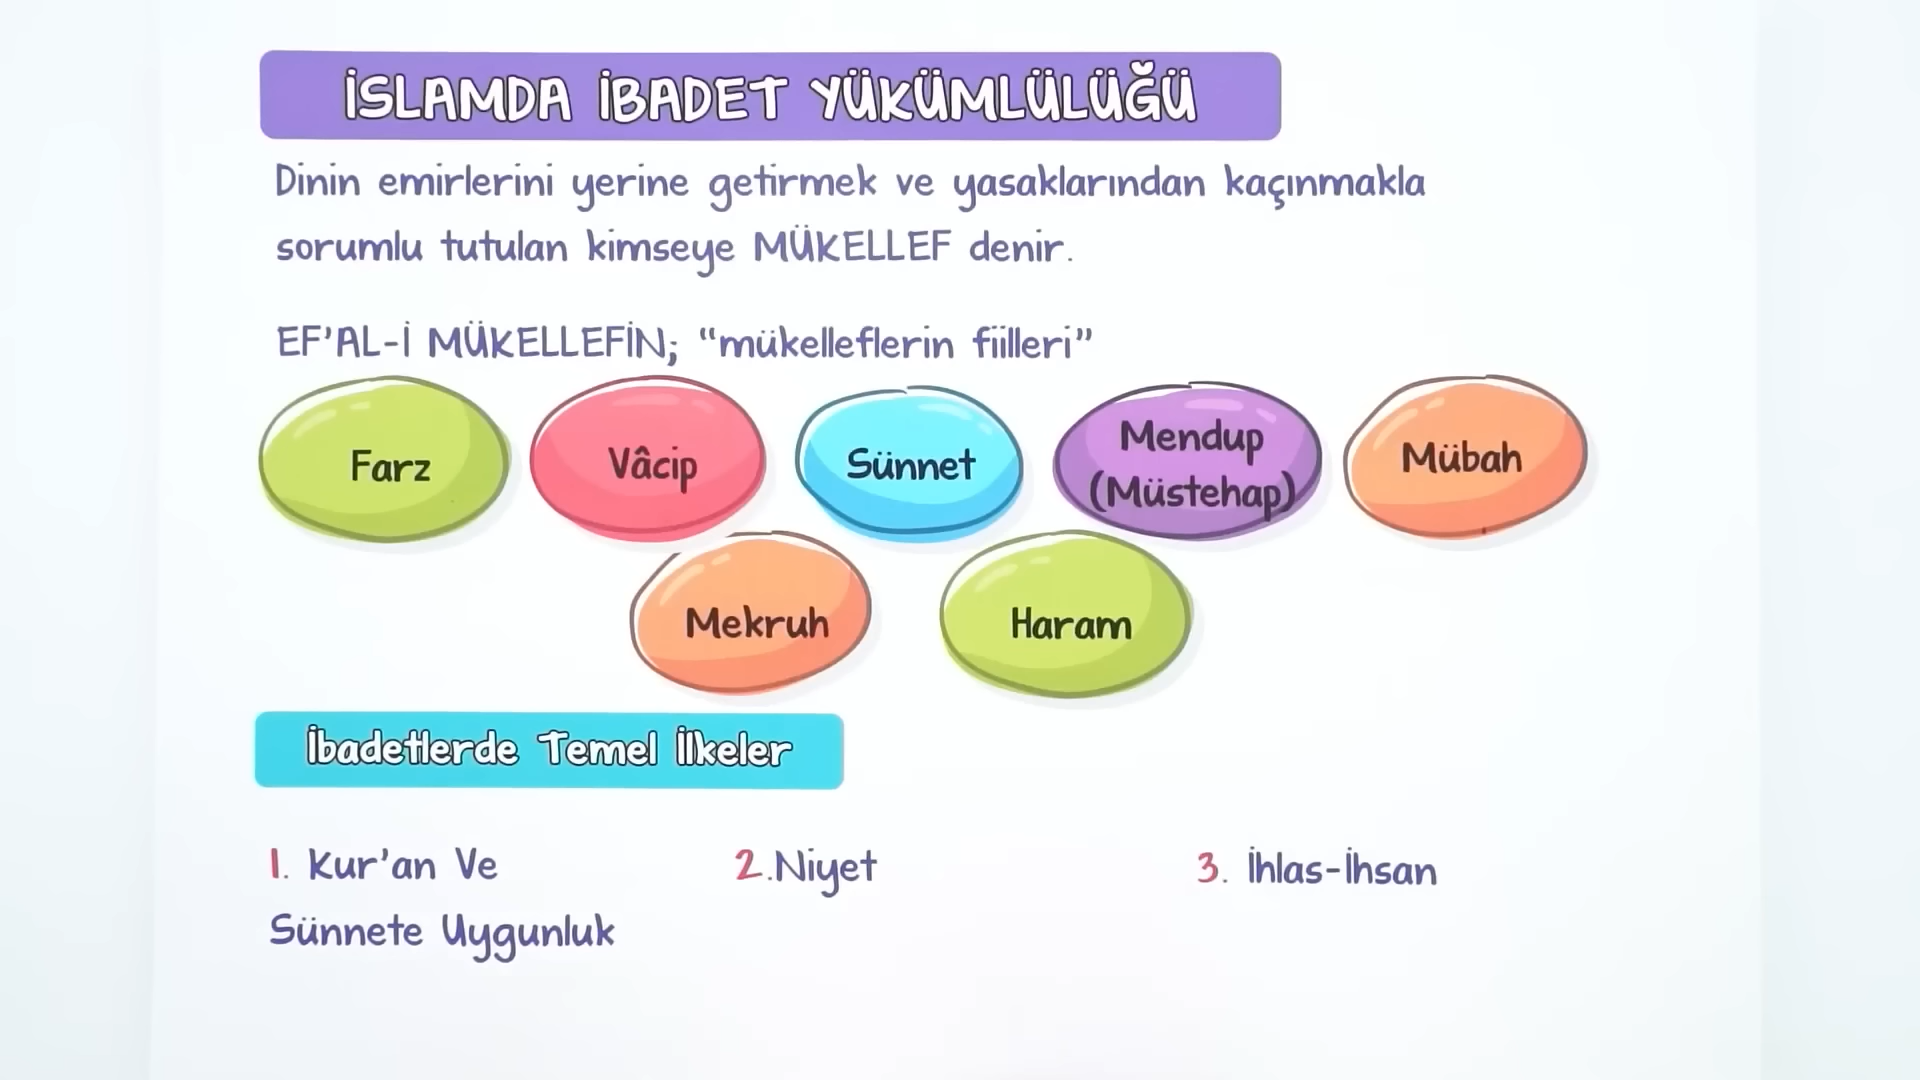 İSLAMDA İBADET YÜKÜMLÜLÜĞÜ
Dinin emirlerini yerine getirmek ve yasaklarından kaçınmakla
sorumlu tutulan kimseye MÜKELLEF denir.
EF'AL-İ MÜKELLEFİN; “mükelleflerin fiilleri”
Farz
Vâcip
Sünnet
Mendup
(Müstehap)
Mübah
Mekruh
Haram
İbadetlerde Temel İlkeler
1. Kur'an Ve
Sünnete Uygunluk
2.Niyet
3. İhlas-İhsan